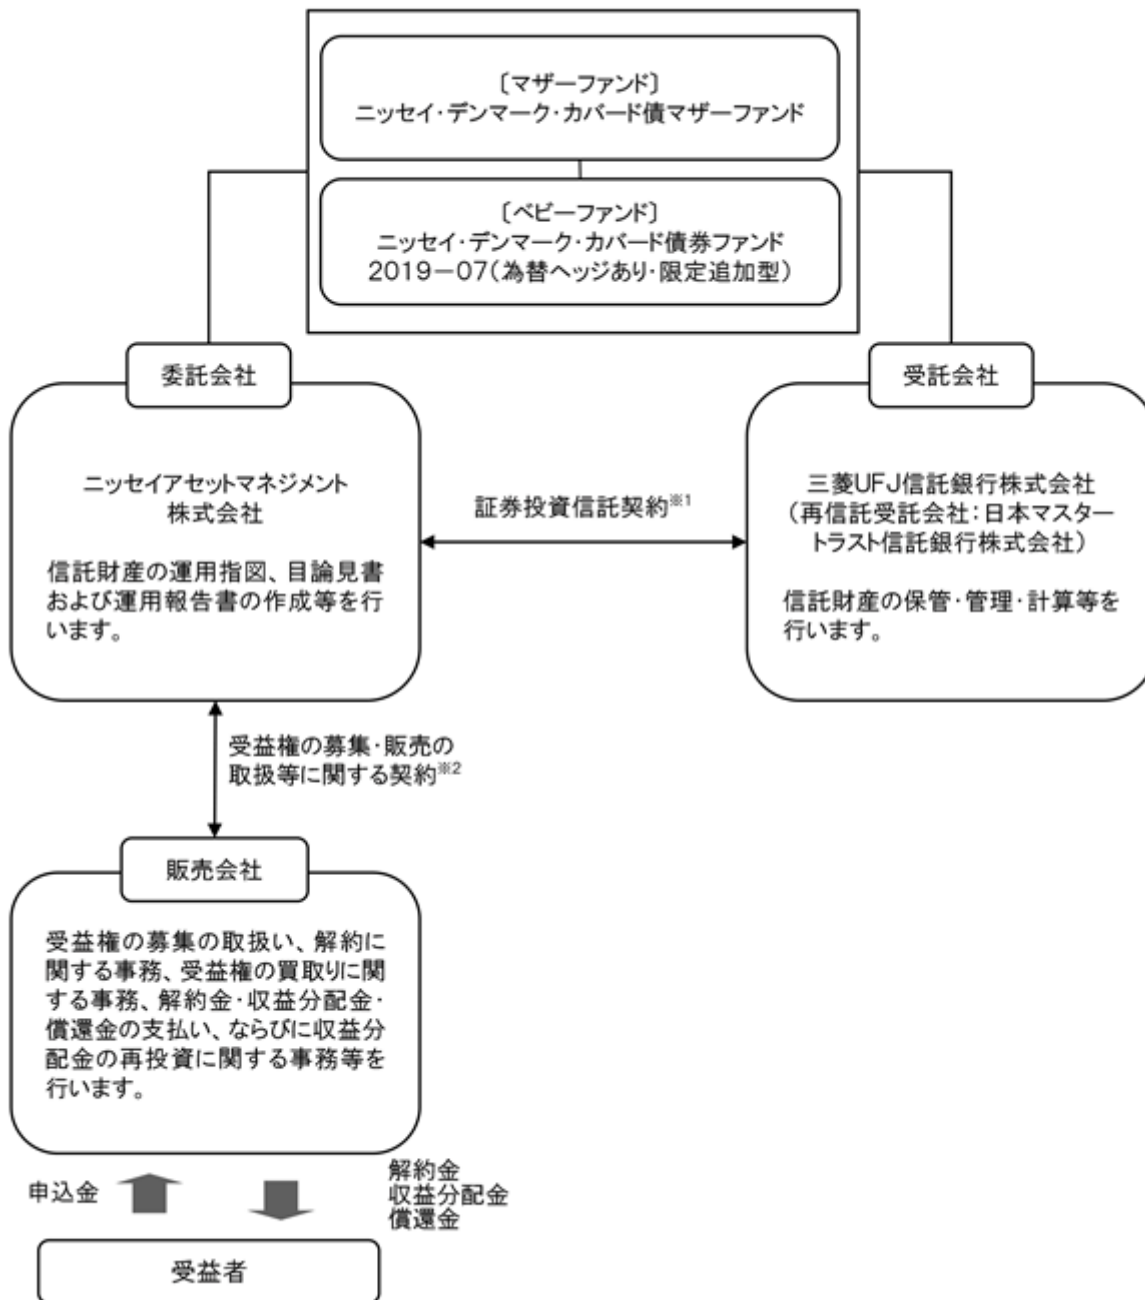 〔マザーファンド〕
ニッセイ・デンマーク・カバード債マザーファンド
〔ベビーファンド〕
ニッセイ・デンマーク・カバード債券ファンド
2019－07（為替ヘッジあり・限定追加型）
委託会社
受託会社
ニッセイアセットマネジメント
株式会社
信託財産の運用指図、目論見書
および運用報告書の作成等を行
います。
証券投資信託契約※1
三菱UFJ信託銀行株式会社
（再信託受託会社：日本マスター
トラスト信託銀行株式会社）
信託財産の保管・管理・計算等を
行います。
受益権の募集・販売の
取扱等に関する契約※2
販売会社
受益権の募集の取扱い、解約に
関する事務、受益権の買取りに関
する事務、解約金・収益分配金・
償還金の支払い、ならびに収益分
配金の再投資に関する事務等を
行います。
申込金
解約金
収益分配金
償還金
受益者